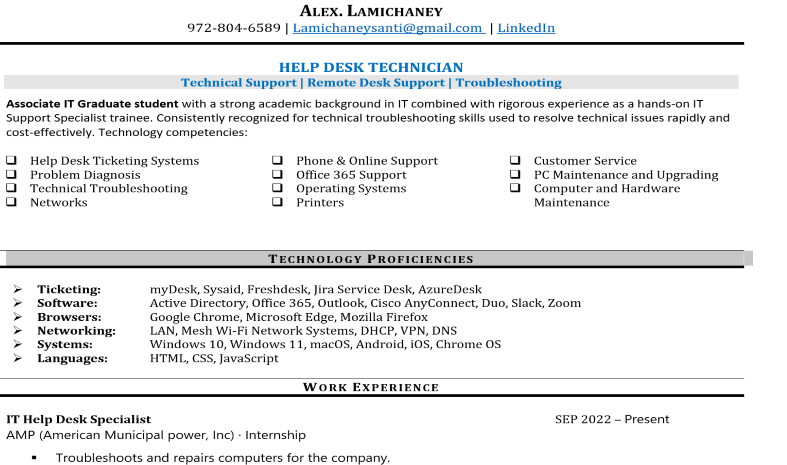 ALEX. LAMICHANEY
972-804-6589 | Lamichaneysanti@gmail.com | LinkedIn
HELP DESK TECHNICIAN
Technical Support | Remote Desk Support | Troubleshooting
Associate IT Graduate student with a strong academic background in IT combined with rigorous experience as a hands-on IT
Support Specialist trainee. Consistently recognized for technical troubleshooting skills used to resolve technical issues rapidly and
cost-effectively. Technology competencies:
❑ Help Desk Ticketing Systems
❑ Problem Diagnosis
❑ Technical Troubleshooting
❑ Networks
❑ Phone & Online Support
❑ Office 365 Support
❑ Operating Systems
❑ Printers
❑ Customer Service
❑ PC Maintenance and Upgrading
❑ Computer and Hardware
Maintenance
TECHNOLOGY PROFICIENCIES
➢ Ticketing: myDesk, Sysaid, Freshdesk, Jira Service Desk, AzureDesk
➢ Software: Active Directory, Office 365, Outlook, Cisco AnyConnect, Duo, Slack, Zoom
➢ Browsers: Google Chrome, Microsoft Edge, Mozilla Firefox
➢ Networking: LAN, Mesh Wi-Fi Network Systems, DHCP, VPN, DNS
➢ Systems: Windows 10, Windows 11, macOS, Android, iOS, Chrome OS
➢ Languages: HTML, CSS, JavaScript
WORK EXPERIENCE
IT Help Desk Specialist SEP 2022 – Present
AMP (American Municipal power, Inc) · Internship
▪ Troubleshoots and repairs computers for the company.